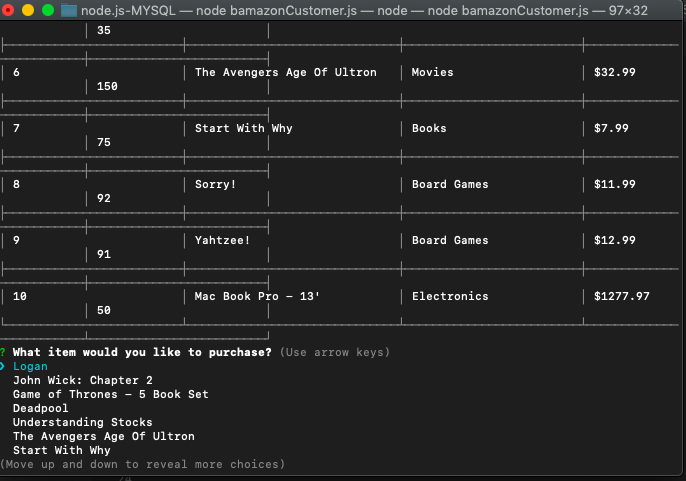 node.js-MYSQL — node bamazonCustomer.js — node — node bamazonCustomer.js — 97×32
35
6 The Avengers Age Of Ultron Movies $32.99
150
7 Start With Why Books $7.99
75
8 Sorry! Board Games $11.99
92
9 Yahtzee! Board Games $12.99
91
10 Mac Book Pro - 13' Electronics $1277.97
50
? What item would you like to purchase? (Use arrow keys)
❯ Logan
John Wick: Chapter 2
Game of Thrones - 5 Book Set
Deadpool
Understanding Stocks
The Avengers Age Of Ultron
Start With Why
(Move up and down to reveal more choices)